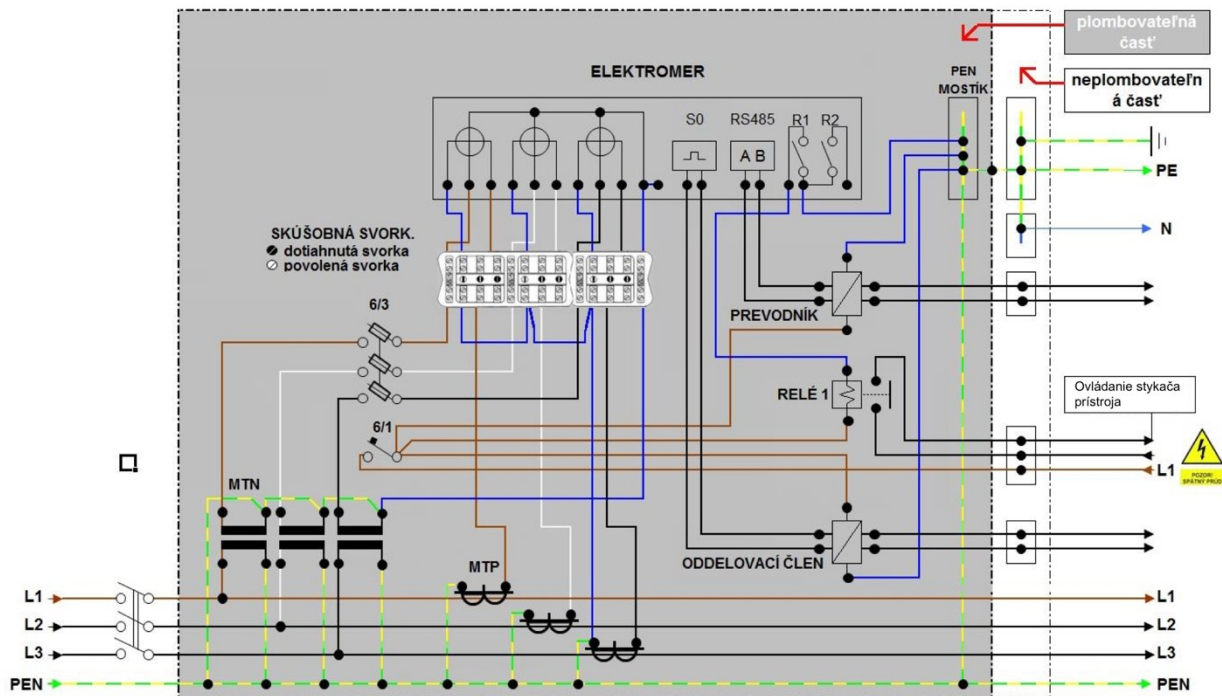 plombovateľná
časť
ELEKTROMER
PEN
MOSTÍK
neplombovateľn
á časť
S0
RS485
R1
R2
A B
PE
SKÚŠOBNÁ SVORK.
dotiahnutá svorka
povolená svorka
N
6/3
PREVODNÍK
RELÉ 1
Ovládanie stykača
prístroja
6/1
L1
POZOR!
SPÄTNÝ PRÚD
MTN
MTP
ODDELOVACÍ ČLEN
L1
L1
L2
L2
L3
L3
PEN
PEN